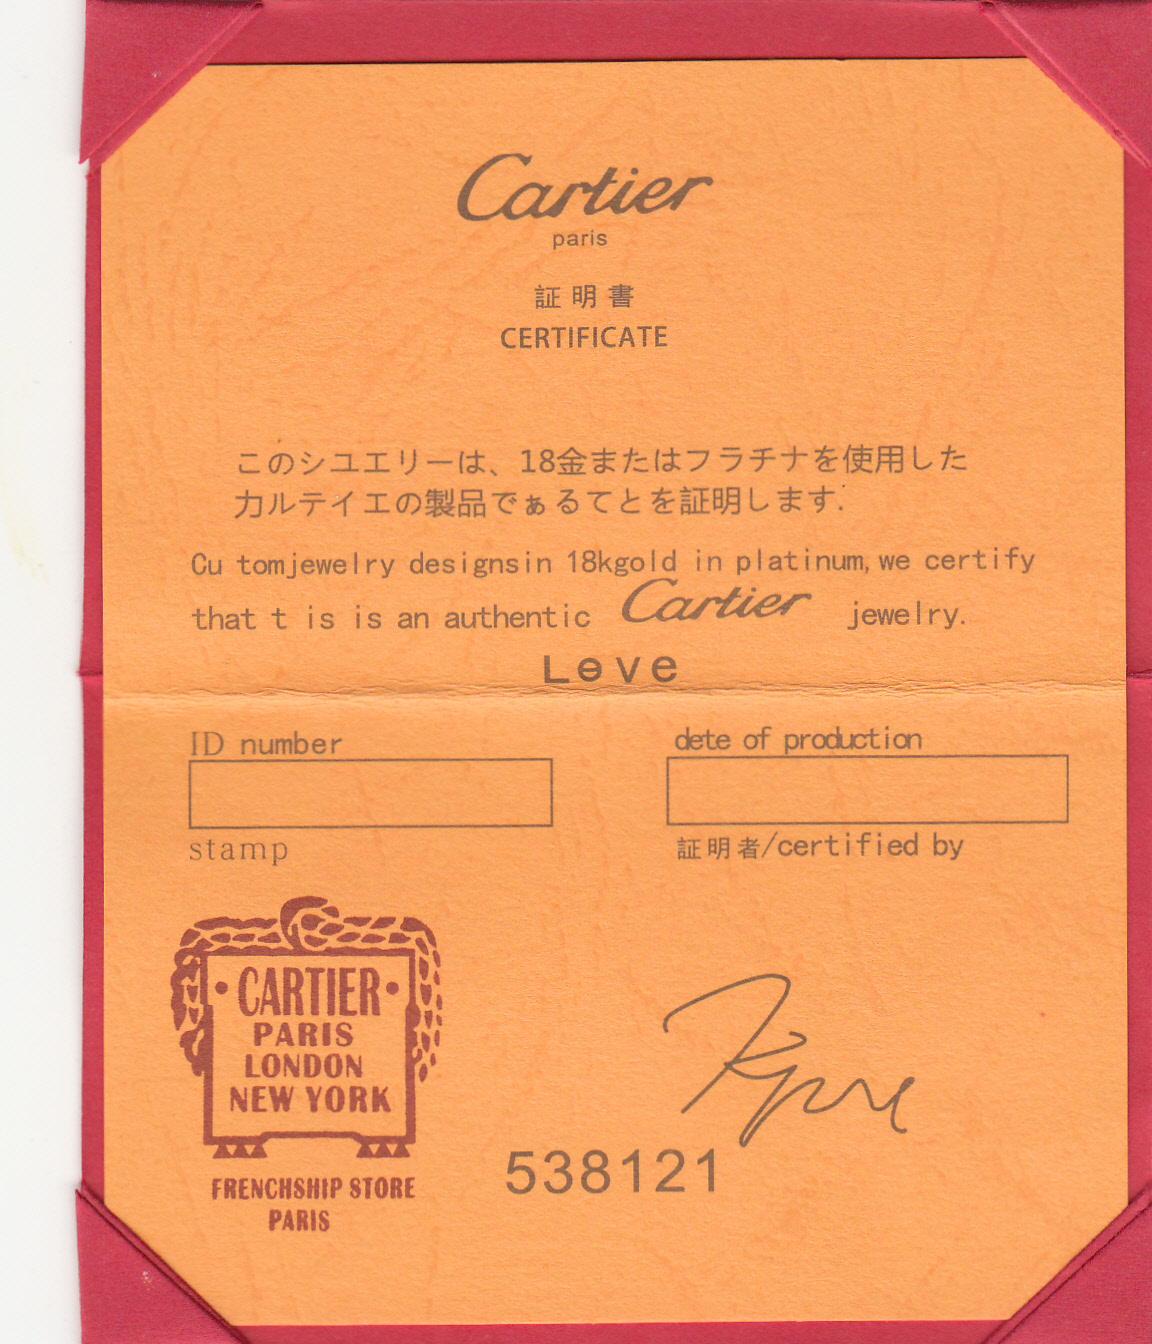 Cartier
paris
証明書
CERTIFICATE
このシユエリーは、18金またはフラチナを使用した
力ルテイエの製品でぁるてとを証明します.
Cu tomjewelry designsin 18kgold in platinum, we certify
that t is is an authentic Cartier jewelry.
Lɵve
ID number
dete of production
stamp
証明者/certified by
• CARTIER •
PARIS
LONDON
NEW YORK
FRENCHSHIP STORE
PARIS
538121